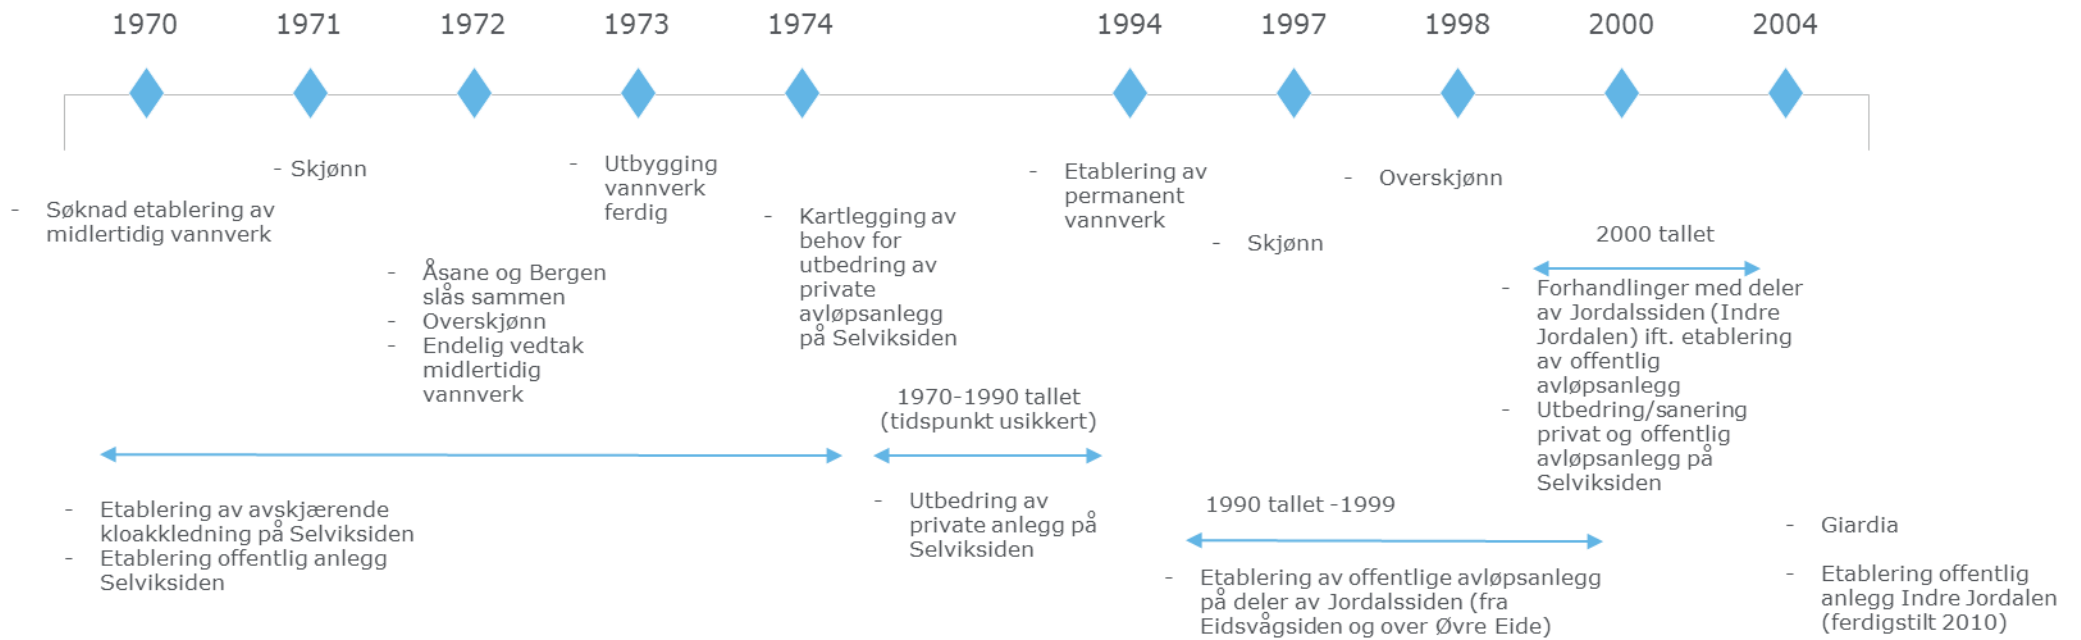 1970
1971
1972
1973
1974
1994
1997
1998
2000
2004
- Søknad etablering av
midlertidig vannverk
- Skjønn
- Åsane og Bergen
slås sammen
- Overskjønn
- Endelig vedtak
midlertidig
vannverk
- Utbygging
vannverk
ferdig
- Kartlegging av
behov for
utbedring av
private
avløpsanlegg
på Selviksiden
- Etablering av
permanent
vannverk
- Skjønn
- Overskjønn
2000 tallet
- Forhandlinger med deler
av Jordalssiden (Indre
Jordalen) ift. etablering
av offentlig
avløpsanlegg
- Utbedring/sanering
privat og offentlig
avløpsanlegg på
Selviksiden
1970-1990 tallet
(tidspunkt usikkert)
- Etablering av avskjærende
kloakkledning på Selviksiden
- Etablering offentlig anlegg
Selviksiden
- Utbedring av
private anlegg på
Selviksiden
1990 tallet -1999
- Etablering av offentlige avløpsanlegg
på deler av Jordalssiden (fra
Eidsvågsiden og over Øvre Eide)
- Giardia
- Etablering offentlig
anlegg Indre Jordalen
(ferdigstilt 2010)